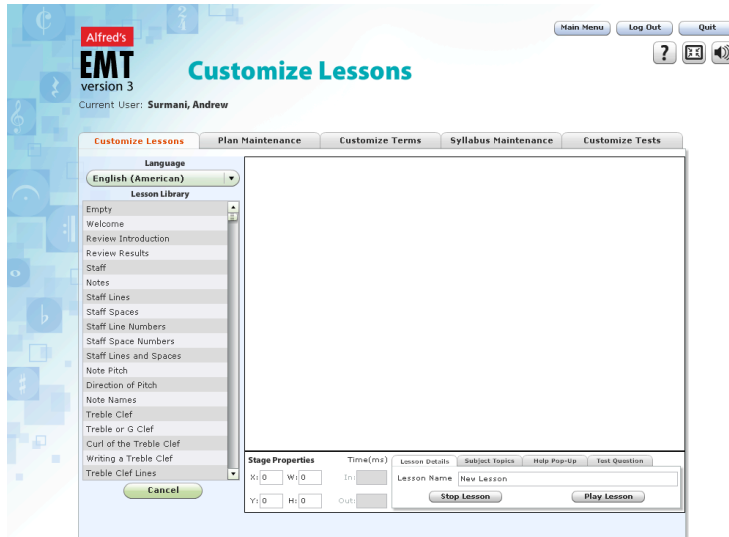 Main Menu Log Out Quit
Alfred's
EMT
version 3
?
Customize Lessons
Current User: Surmani, Andrew
Customize Lessons Plan Maintenance Customize Terms Syllabus Maintenance Customize Tests
Language
English (American)
Lesson Library
Empty
Welcome
Review Introduction
Review Results
Staff
Notes
Staff Lines
Staff Spaces
Staff Line Numbers
Staff Space Numbers
Staff Lines and Spaces
Note Pitch
Direction of Pitch
Note Names
Treble Clef
Treble or G Clef
Curl of the Treble Clef
Writing a Treble Clef
Treble Clef Lines
Cancel
Stage Properties Time(ms)
X: 0 W: 0 In:
Y: 0 H: 0 Out:
Lesson Details Subject Topics Help Pop-Up Test Question
Lesson Name New Lesson
Stop Lesson Play Lesson